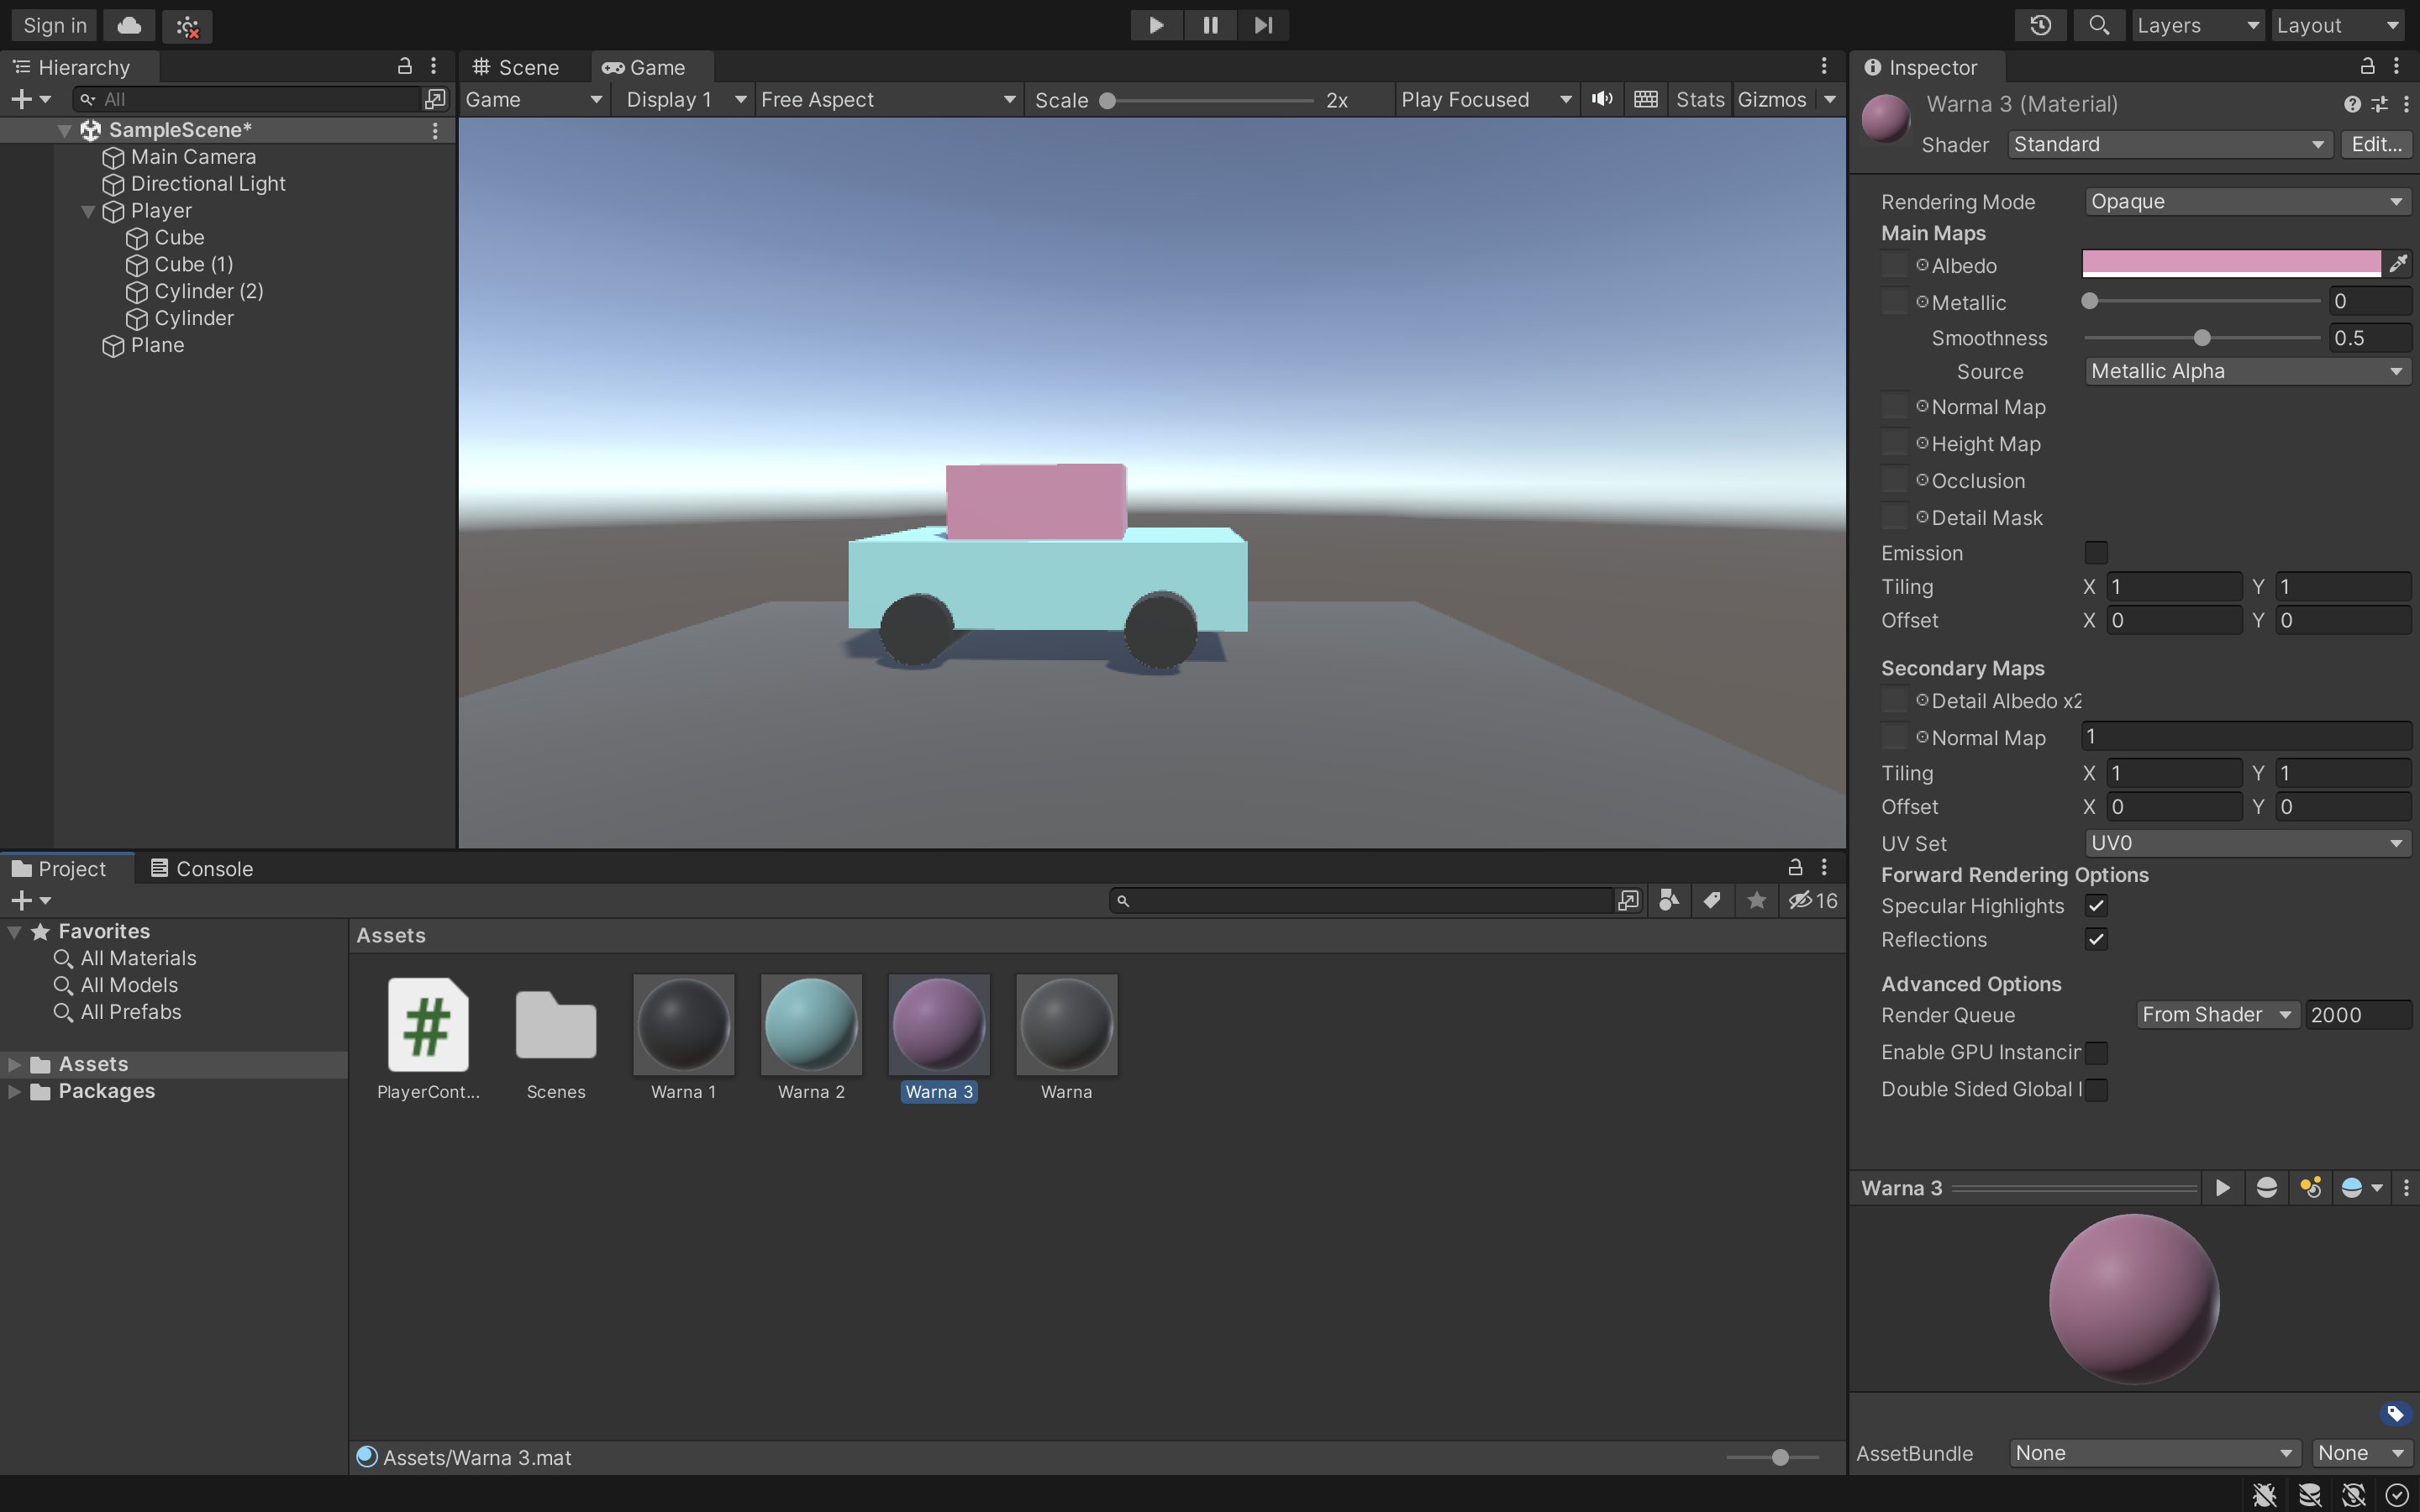 Sign in
Layers
Layout
Hierarchy
All
SampleScene*
Main Camera
Directional Light
Player
Cube
Cube (1)
Cylinder (2)
Cylinder
Plane
Scene
Game
Game
Display 1
Free Aspect
Scale
2x
Play Focused
Stats
Gizmos
Inspector
Warna 3 (Material)
Shader
Standard
Edit...
Rendering Mode
Opaque
Main Maps
Albedo
Metallic
0
Smoothness
0.5
Source
Metallic Alpha
Normal Map
Height Map
Occlusion
Detail Mask
Emission
Tiling X 1 Y 1
Offset X 0 Y 0
Secondary Maps
Detail Albedo x2
Normal Map
1
Tiling X 1 Y 1
Offset X 0 Y 0
UV Set
UV0
Forward Rendering Options
Specular Highlights
Reflections
Advanced Options
Render Queue
From Shader
2000
Enable GPU Instancin
Double Sided Global I
Project
Console
16
Favorites
All Materials
All Models
All Prefabs
Assets
Packages
Assets
PlayerCont...
Scenes
Warna 1
Warna 2
Warna 3
Warna
Assets/Warna 3.mat
Warna 3
AssetBundle
None
None